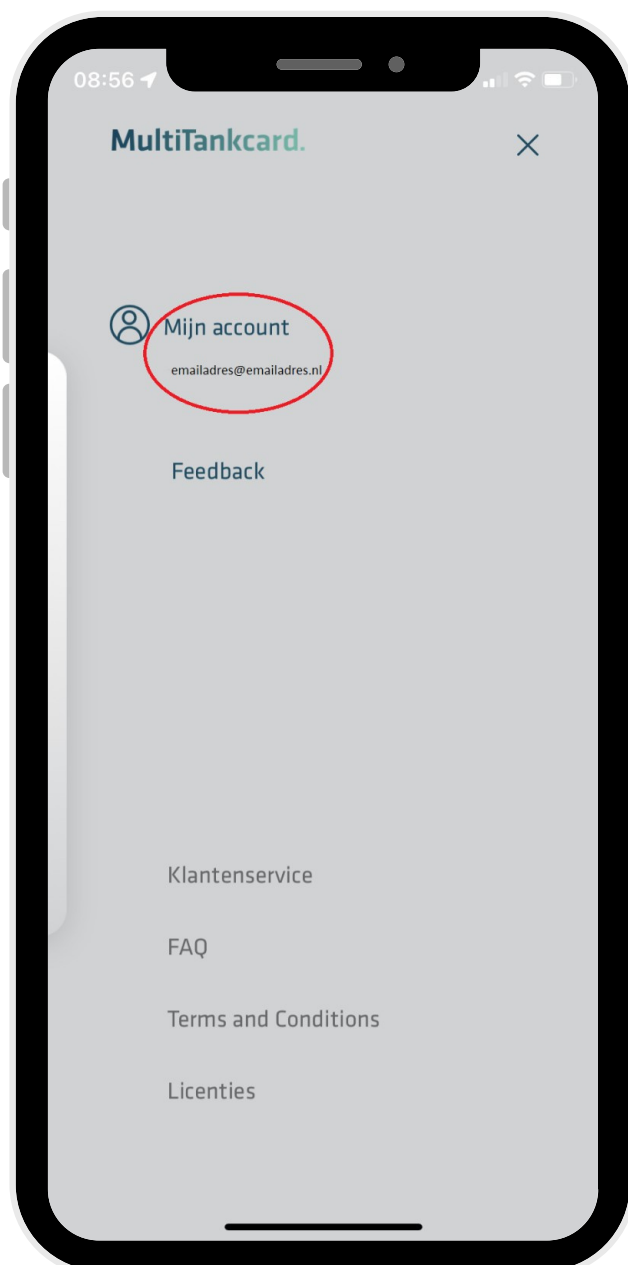 08:56
MultiTankcard.
Mijn account
emailadres@emailadres.nl
Feedback
Klantenservice
FAQ
Terms and Conditions
Licenties